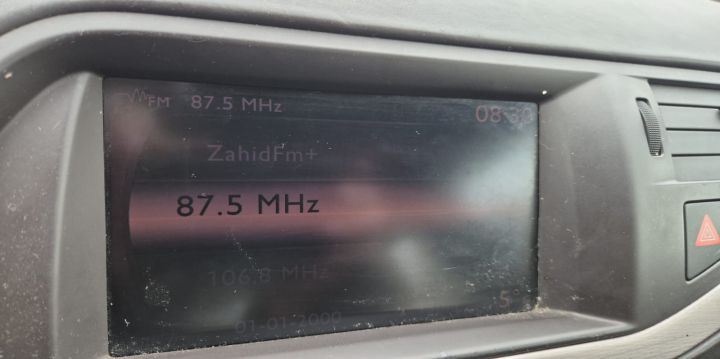 FM 87.5 MHz 08:30
ZahidFm+
87.5 MHz
106.8 MHz
5°
01-01-2000